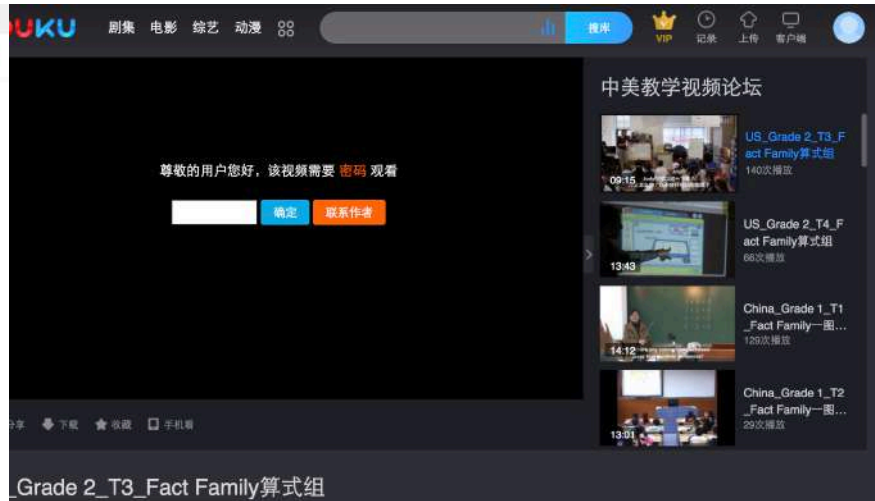 OUKU
剧集 电影 综艺 动漫
搜库
VIP
记录
上传
客户端
尊敬的用户您好，该视频需要 密码 观看
确定 联系作者
分享 下载 收藏 手机看
_Grade 2_T3_Fact Family算式组
中美教学视频论坛
09:15
US_Grade 2_T3_F
act Family算式组
140次播放
13:43
US_Grade 2_T4_F
act Family算式组
66次播放
14:12
China_Grade 1_T1
_Fact Family一图...
129次播放
13:01
China_Grade 1_T2
_Fact Family一图...
29次播放